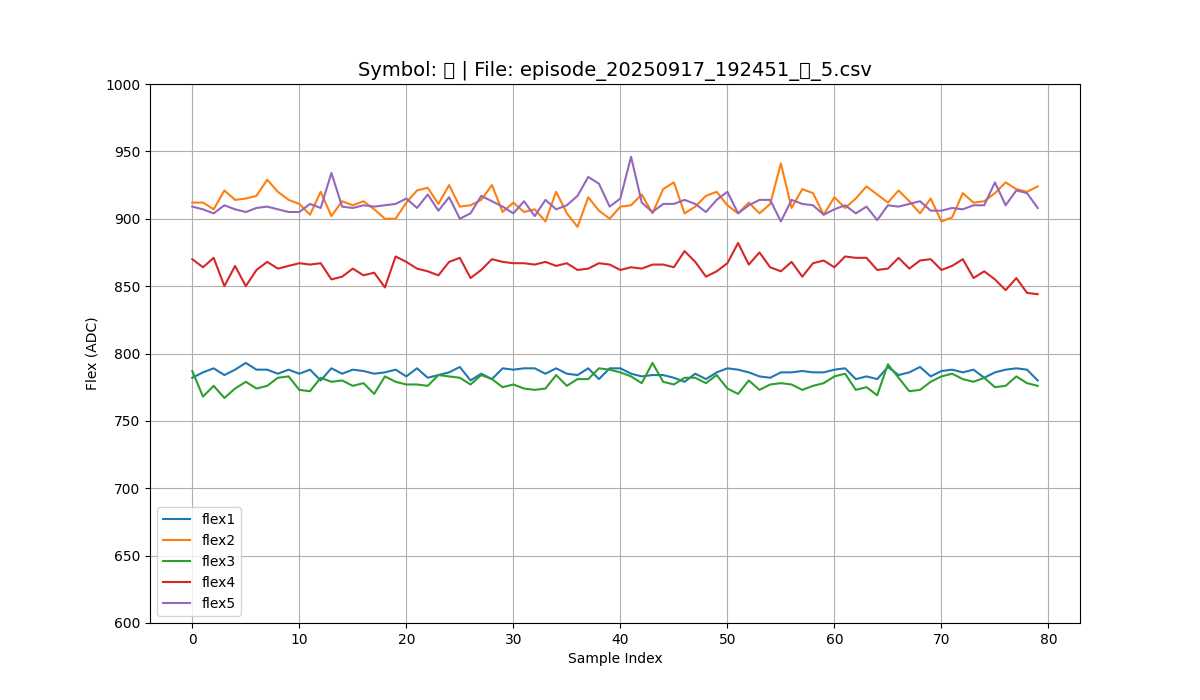 Symbol: ▯ | File: episode_20250917_192451_▯_5.csv
1000
950
900
850
800
750
700
650
600
Flex (ADC)
flex1
flex2
flex3
flex4
flex5
0 10 20 30 40 50 60 70 80
Sample Index